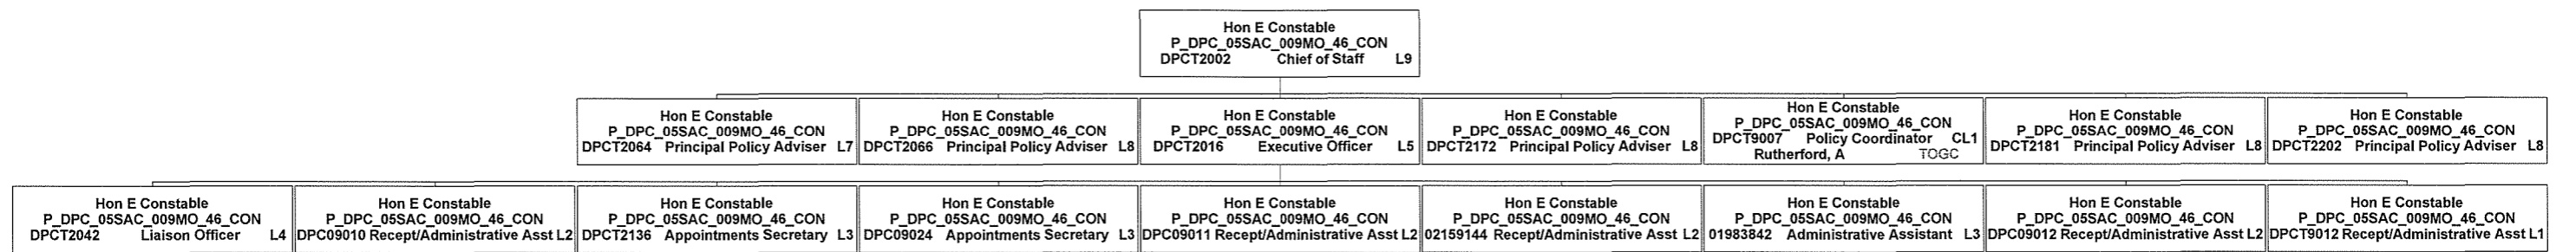 Hon E Constable
P_DPC_05SAC_009MO_46_CON
DPCT2002 Chief of Staff L9
Hon E Constable
P_DPC_05SAC_009MO_46_CON
DPCT2064 Principal Policy Adviser L7
Hon E Constable
P_DPC_05SAC_009MO_46_CON
DPCT2066 Principal Policy Adviser L8
Hon E Constable
P_DPC_05SAC_009MO_46_CON
DPCT2016 Executive Officer L5
Hon E Constable
P_DPC_05SAC_009MO_46_CON
DPCT2172 Principal Policy Adviser L8
Hon E Constable
P_DPC_05SAC_009MO_46_CON
DPCT9007 Policy Coordinator CL1
Rutherford, A TOGC
Hon E Constable
P_DPC_05SAC_009MO_46_CON
DPCT2181 Principal Policy Adviser L8
Hon E Constable
P_DPC_05SAC_009MO_46_CON
DPCT2202 Principal Policy Adviser L8
Hon E Constable
P_DPC_05SAC_009MO_46_CON
DPCT2042 Liaison Officer L4
Hon E Constable
P_DPC_05SAC_009MO_46_CON
DPC09010 Recept/Administrative Asst L2
Hon E Constable
P_DPC_05SAC_009MO_46_CON
DPCT2136 Appointments Secretary L3
Hon E Constable
P_DPC_05SAC_009MO_46_CON
DPC09024 Appointments Secretary L3
Hon E Constable
P_DPC_05SAC_009MO_46_CON
DPC09011 Recept/Administrative Asst L2
Hon E Constable
P_DPC_05SAC_009MO_46_CON
02159144 Recept/Administrative Asst L2
Hon E Constable
P_DPC_05SAC_009MO_46_CON
01983842 Administrative Assistant L3
Hon E Constable
P_DPC_05SAC_009MO_46_CON
DPC09012 Recept/Administrative Asst L2
Hon E Constable
P_DPC_05SAC_009MO_46_CON
DPCT9012 Recept/Administrative Asst L1